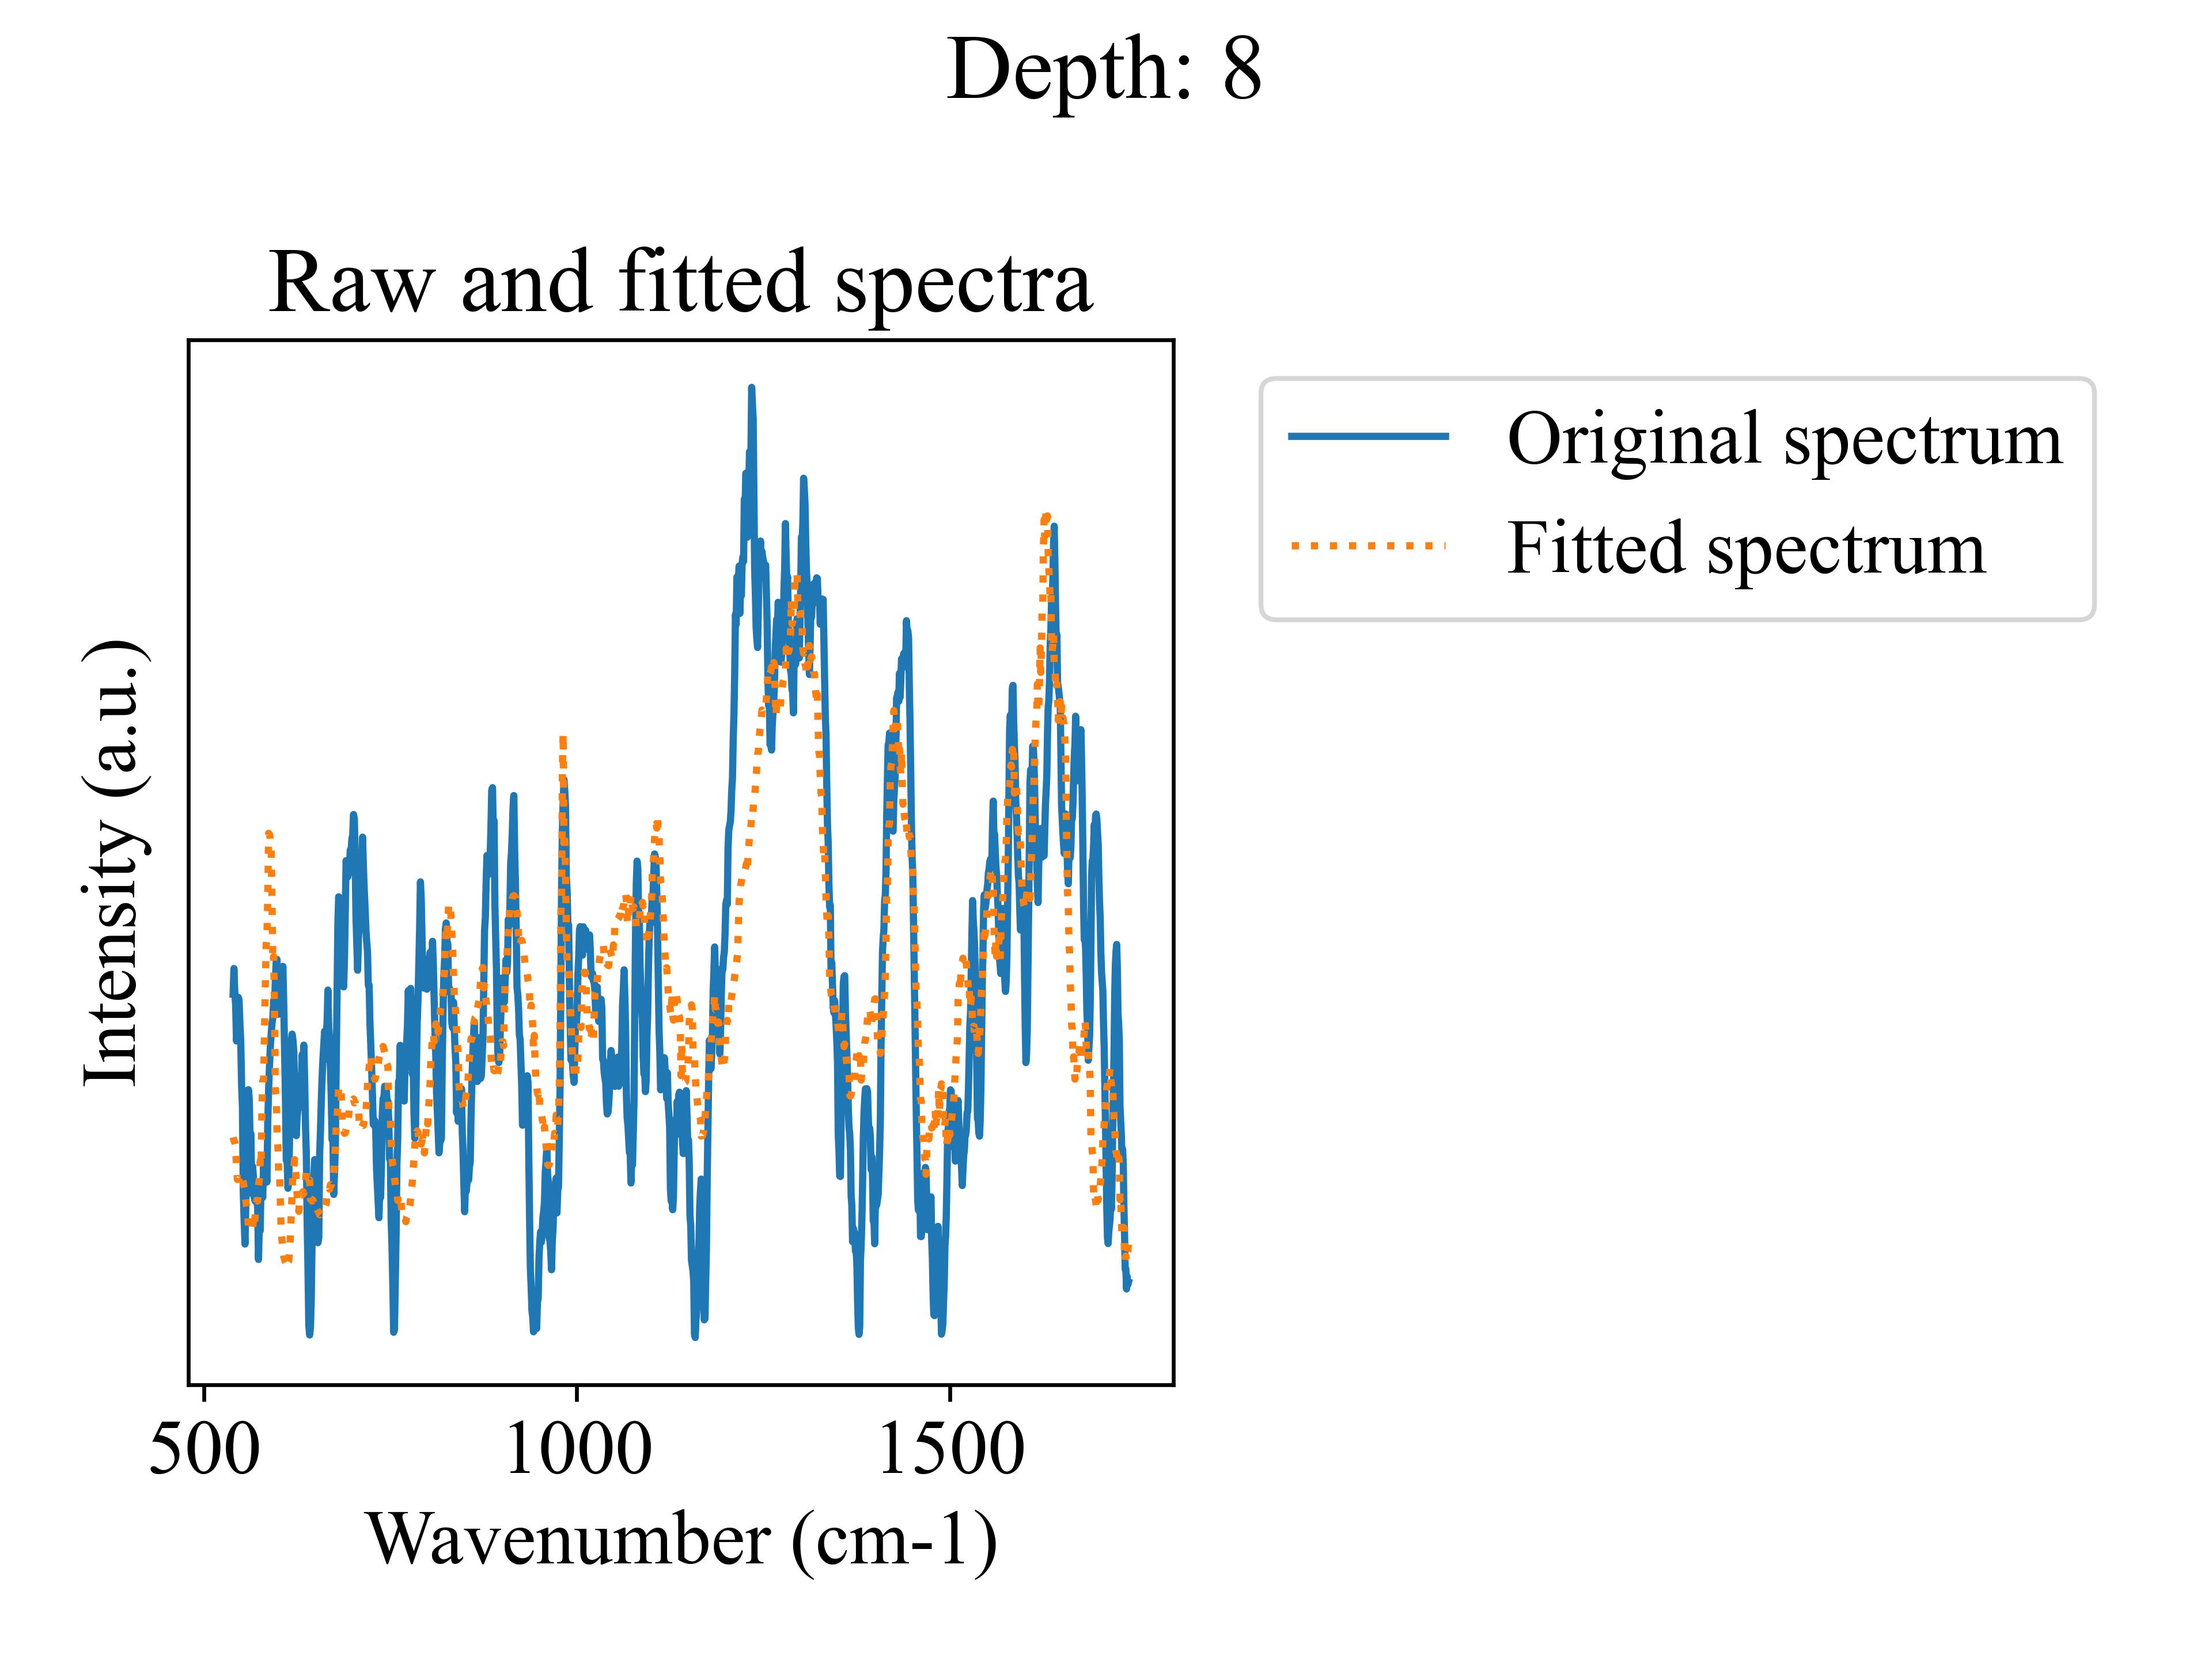 Depth: 8
Raw and fitted spectra
Original spectrum
Fitted spectrum
Intensity (a.u.)
500 1000 1500
Wavenumber (cm-1)